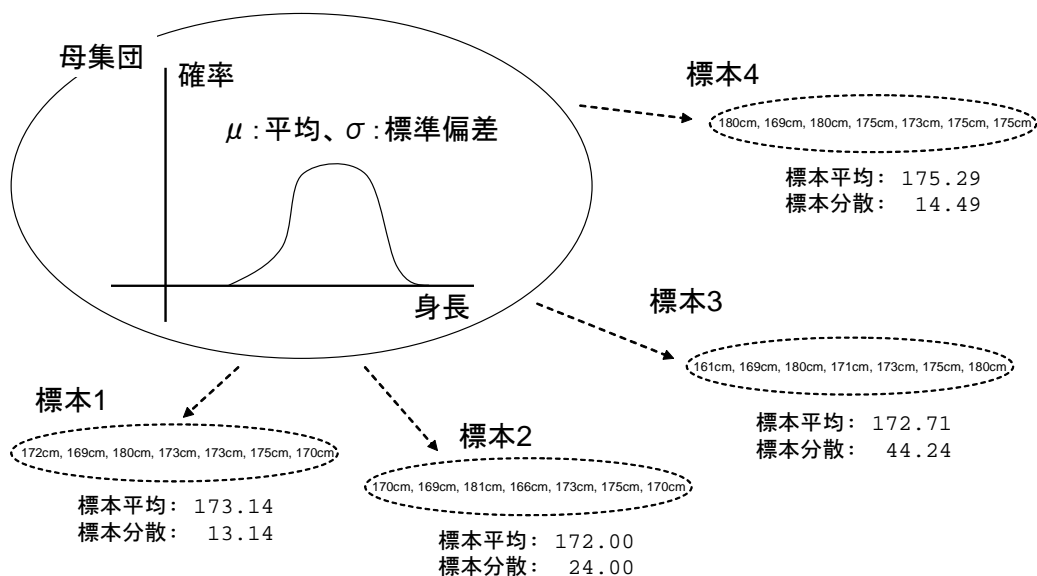 母集団
確率
μ：平均、σ：標準偏差
身長
標本4
180cm, 169cm, 180cm, 175cm, 173cm, 175cm, 175cm
標本平均： 175.29
標本分散： 14.49
標本3
161cm, 169cm, 180cm, 171cm, 173cm, 175cm, 180cm
標本平均： 172.71
標本分散： 44.24
標本1
172cm, 169cm, 180cm, 173cm, 173cm, 175cm, 170cm
標本平均： 173.14
標本分散： 13.14
標本2
170cm, 169cm, 181cm, 166cm, 173cm, 175cm, 170cm
標本平均： 172.00
標本分散： 24.00